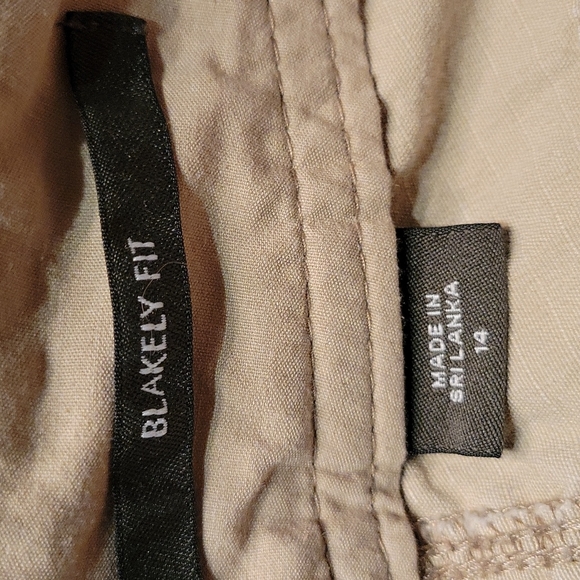 BLAKELY FIT
MADE IN
SRI LANKA
14